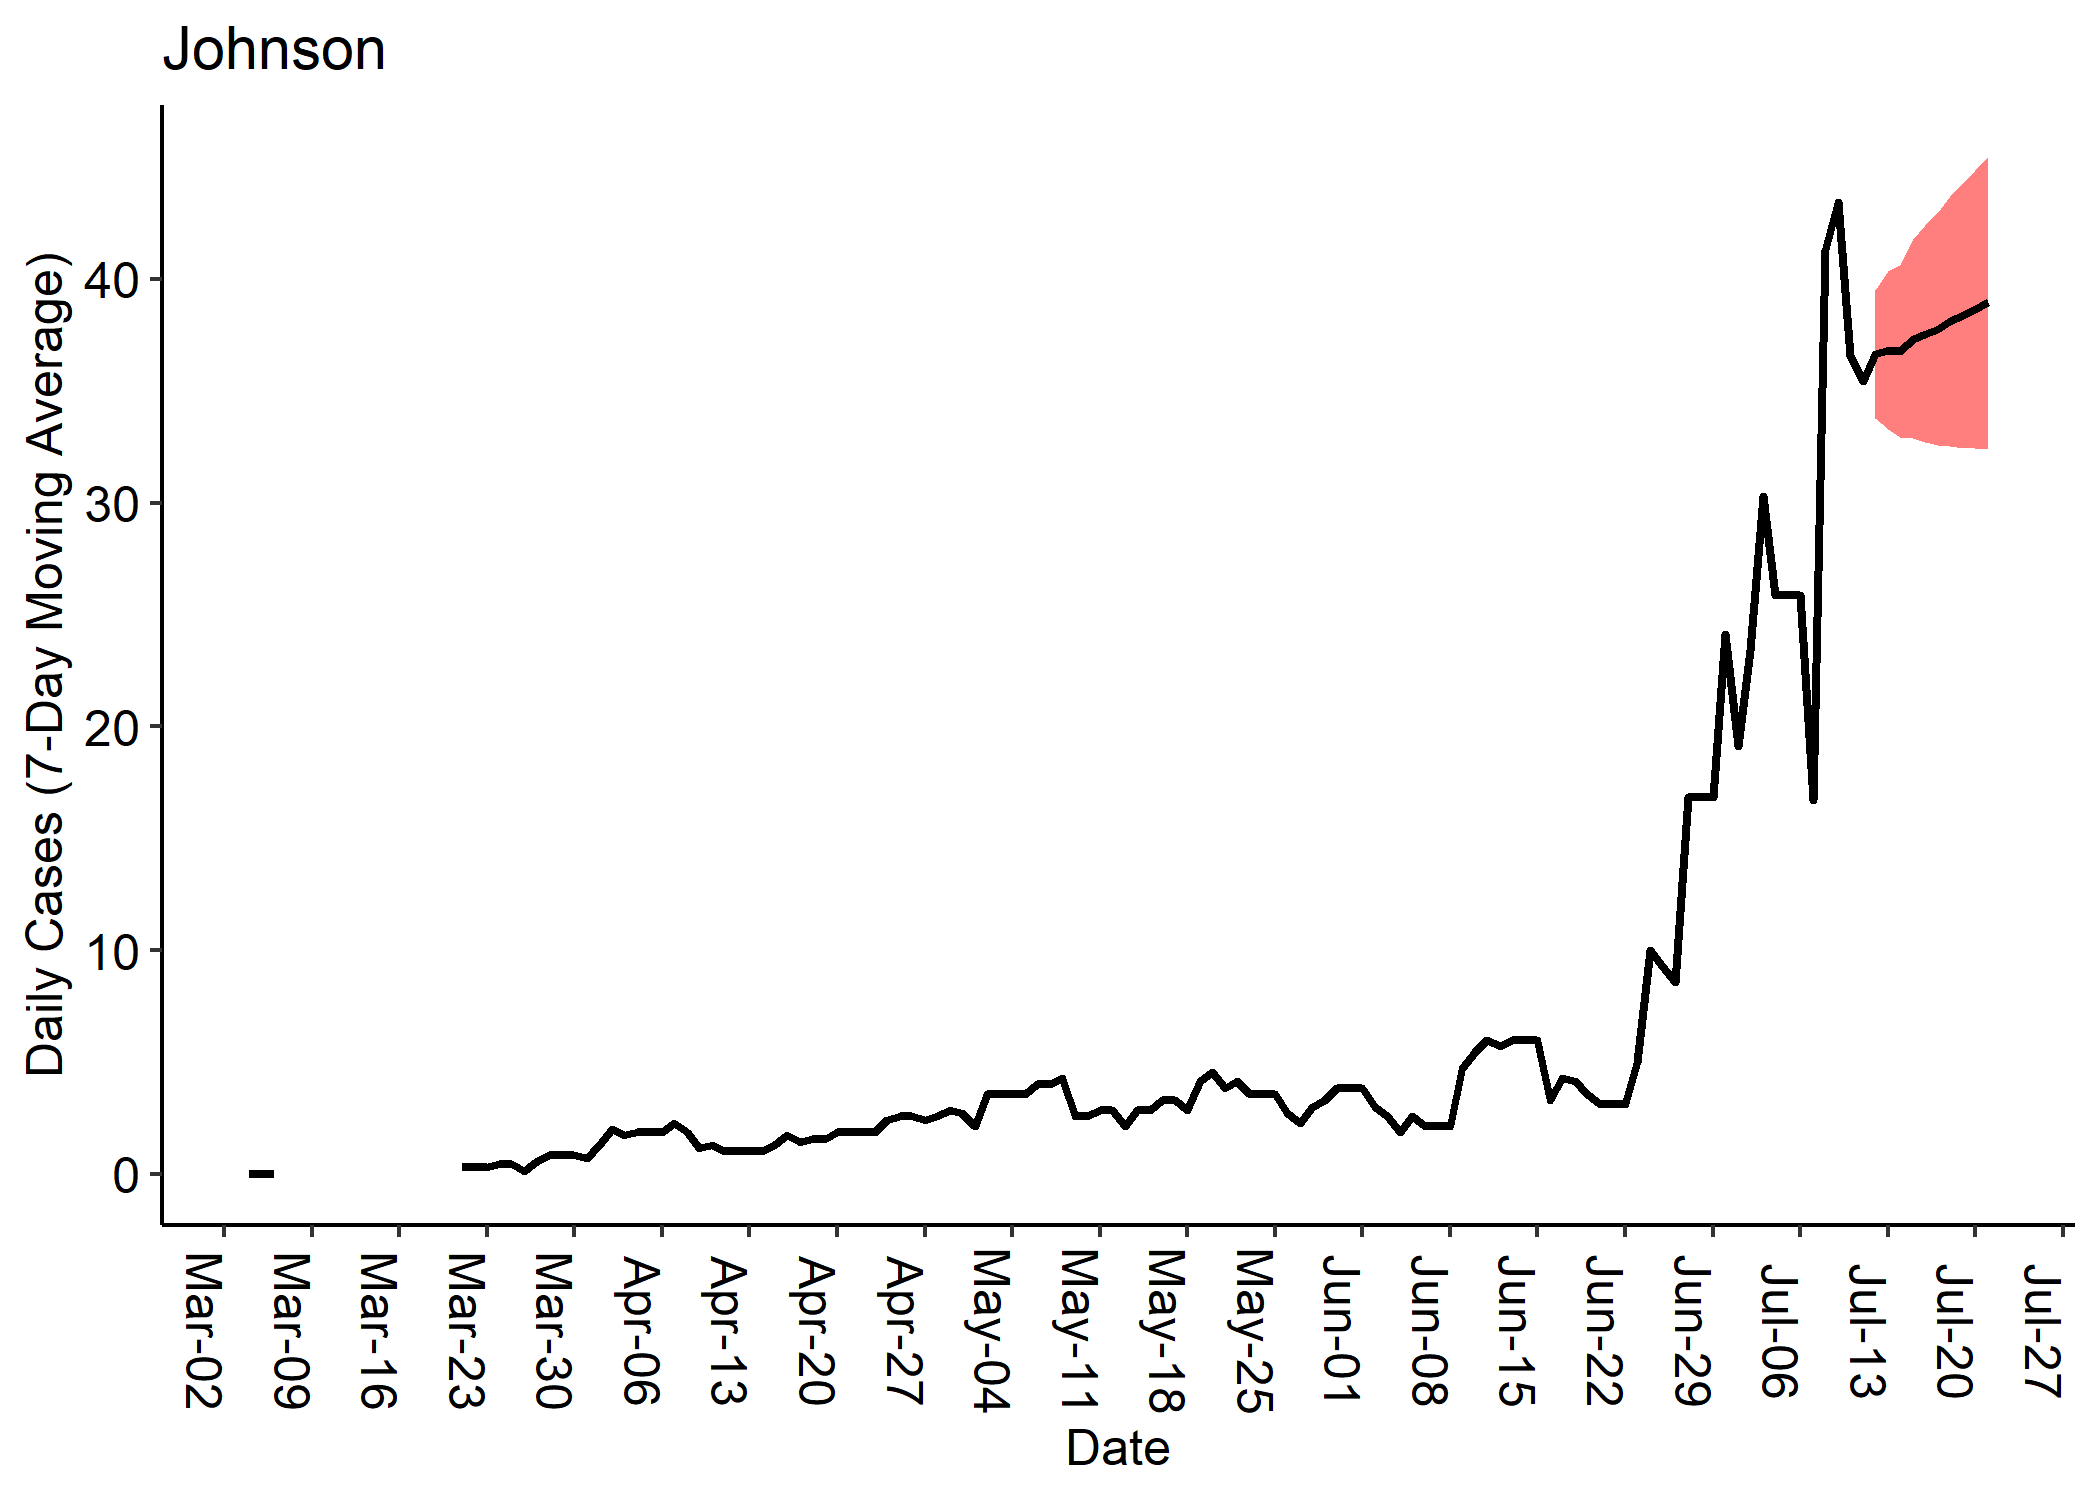 Johnson
Daily Cases (7-Day Moving Average)
40
30
20
10
0
Mar-02
Mar-09
Mar-16
Mar-23
Mar-30
Apr-06
Apr-13
Apr-20
Apr-27
May-04
May-11
May-18
May-25
Jun-01
Jun-08
Jun-15
Jun-22
Jun-29
Jul-06
Jul-13
Jul-20
Jul-27
Date